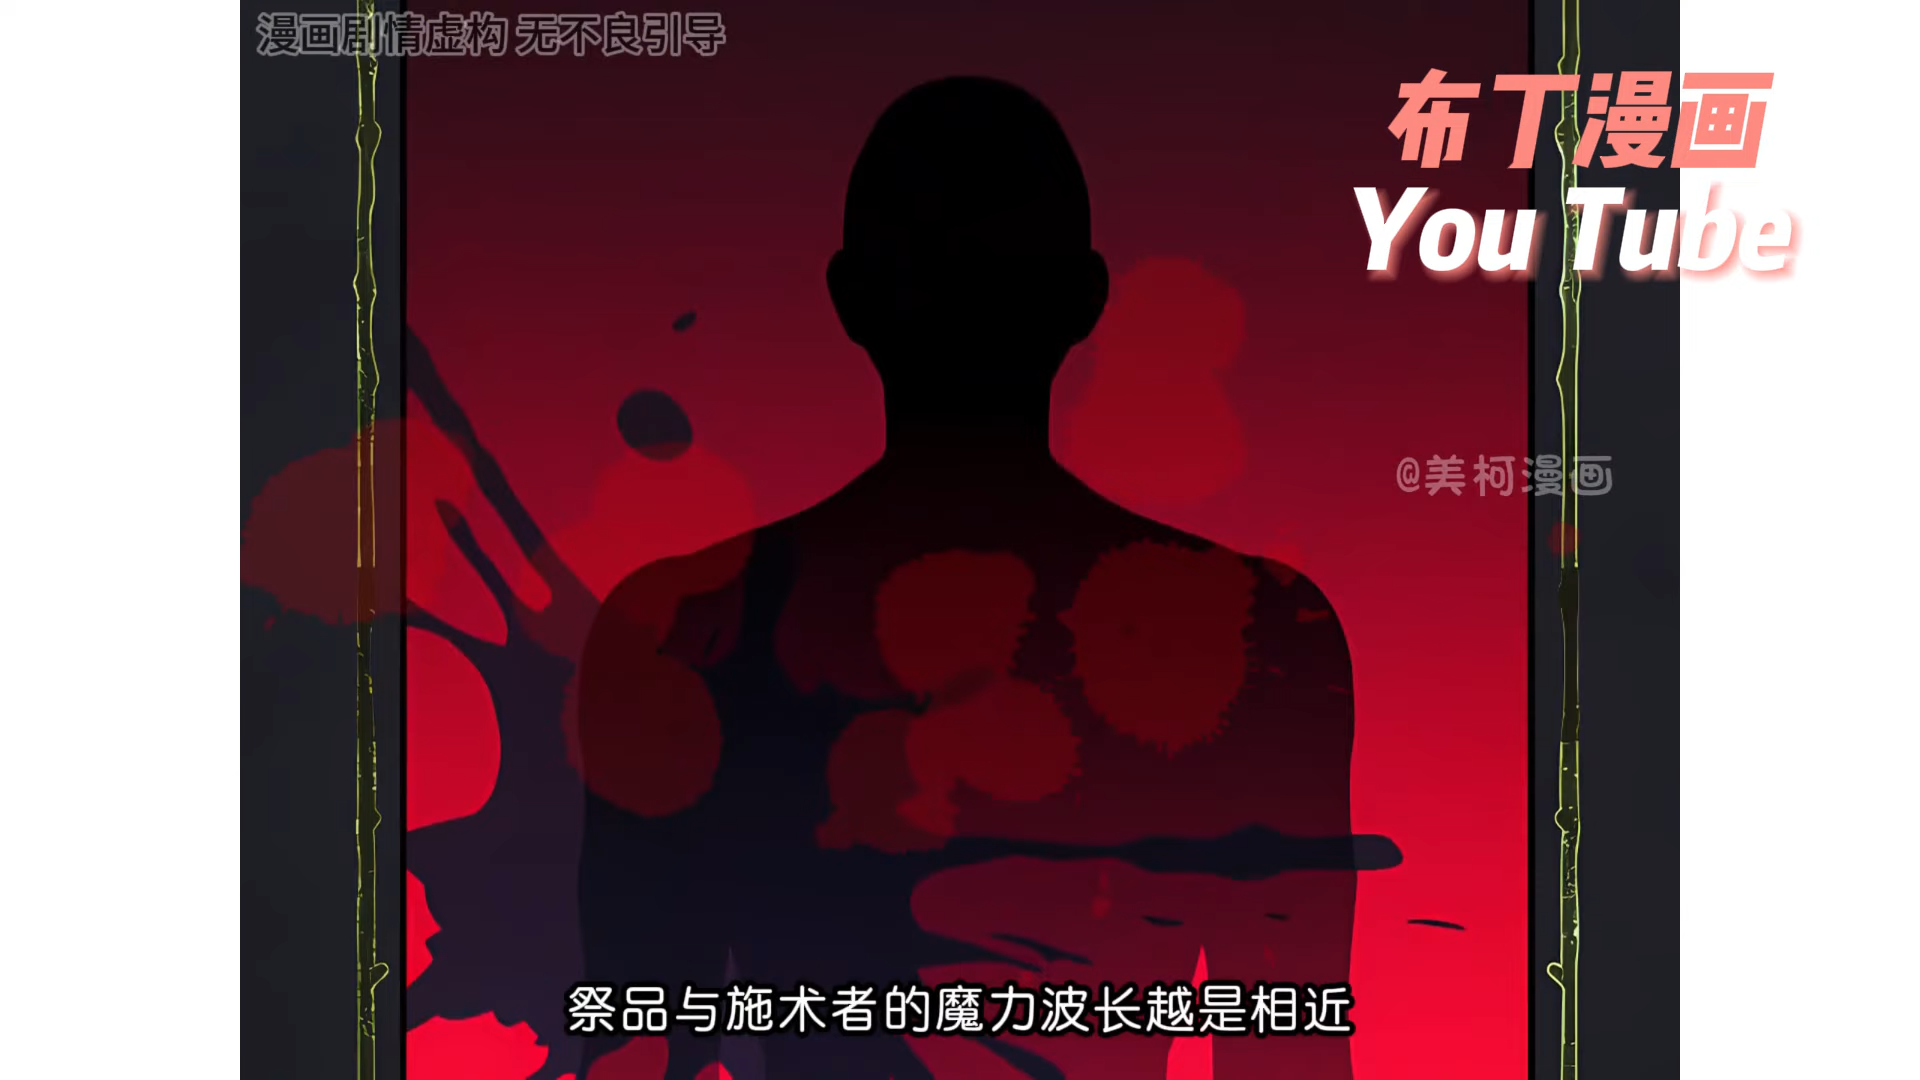 漫画剧情虚构 无不良引导
布丁漫画
YouTube
@美柯漫画
祭品与施术者的魔力波长越是相近